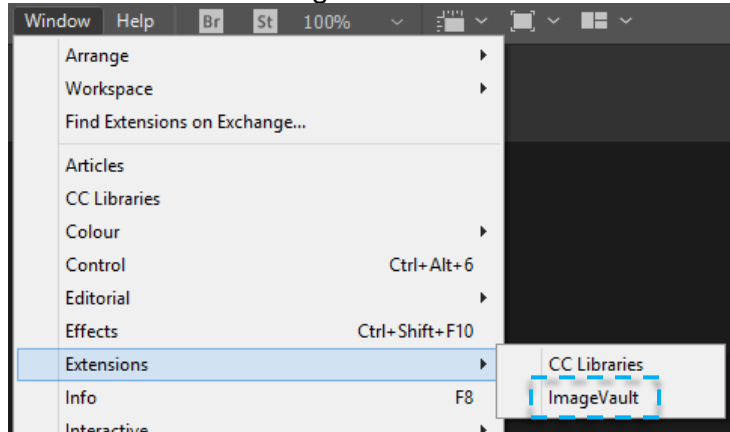 Window Help Br St 100%
Arrange
Workspace
Find Extensions on Exchange...
Articles
CC Libraries
Colour
Control Ctrl+Alt+6
Editorial
Effects Ctrl+Shift+F10
Extensions
CC Libraries
Info F8
ImageVault
Interactive